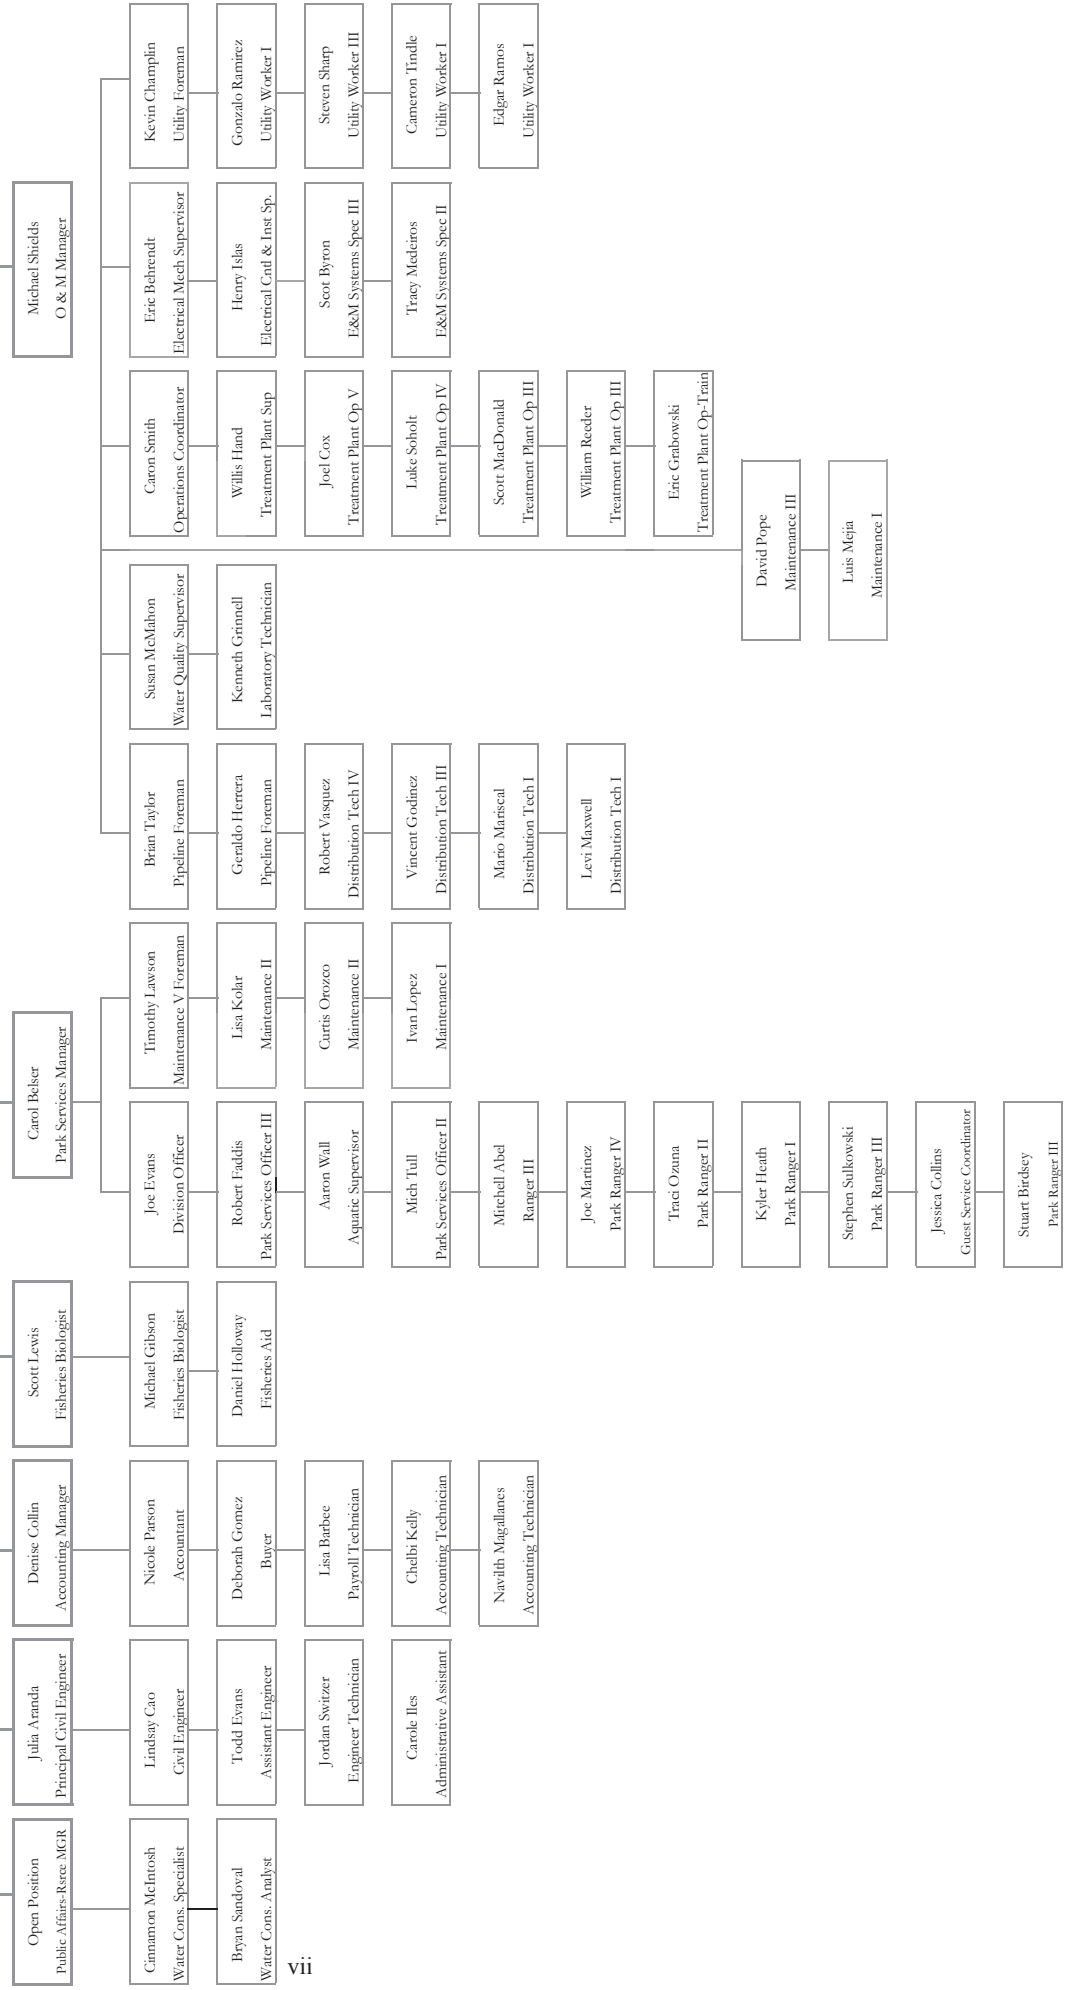 Open Position
Public Affairs-Rsrce MGR
Cinnamon McIntosh
Water Cons. Specialist
Bryan Sandoval
Water Cons. Analyst
Julia Aranda
Principal Civil Engineer
Lindsay Cao
Civil Engineer
Todd Evans
Assistant Engineer
Jordan Switzer
Engineer Technician
Carole Iles
Administrative Assistant
Denise Collin
Accounting Manager
Nicole Parson
Accountant
Deborah Gomez
Buyer
Lisa Barbee
Payroll Technician
Chelbi Kelly
Accounting Technician
Navilth Magallanes
Accounting Technician
Scott Lewis
Fisheries Biologist
Michael Gibson
Fisheries Biologist
Daniel Holloway
Fisheries Aid
Carol Belser
Park Services Manager
Joe Evans
Division Officer
Robert Faddis
Park Services Officer III
Aaron Wall
Aquatic Supervisor
Mich Tull
Park Services Officer II
Mitchell Abel
Ranger III
Joe Martinez
Park Ranger IV
Traci Ozuna
Park Ranger II
Kyler Heath
Park Ranger I
Stephen Sulkowski
Park Ranger III
Jessica Collins
Guest Service Coordinator
Stuart Birdsey
Park Ranger III
Timothy Lawson
Maintenance V Foreman
Lisa Kolar
Maintenance II
Curtis Orozco
Maintenance II
Ivan Lopez
Maintenance I
Michael Shields
O & M Manager
Brian Taylor
Pipeline Foreman
Geraldo Herrera
Pipeline Foreman
Robert Vasquez
Distribution Tech IV
Vincent Godinez
Distribution Tech III
Mario Mariscal
Distribution Tech I
Levi Maxwell
Distribution Tech I
Susan McMahon
Water Quality Supervisor
Kenneth Grinnell
Laboratory Technician
David Pope
Maintenance III
Luis Mejia
Maintenance I
Caron Smith
Operations Coordinator
Willis Hand
Treatment Plant Sup
Joel Cox
Treatment Plant Op V
Luke Soholt
Treatment Plant Op IV
Scott MacDonald
Treatment Plant Op III
William Reeder
Treatment Plant Op III
Eric Grabowski
Treatment Plant Op-Train
Eric Behrendt
Electrical Mech Supervisor
Henry Islas
Electrical Cntl & Inst Sp.
Scot Byron
E&M Systems Spec III
Tracy Medeiros
E&M Systems Spec II
Kevin Champlin
Utility Foreman
Gonzalo Ramirez
Utility Worker I
Steven Sharp
Utility Worker III
Cameron Tindle
Utility Worker I
Edgar Ramos
Utility Worker I
vii